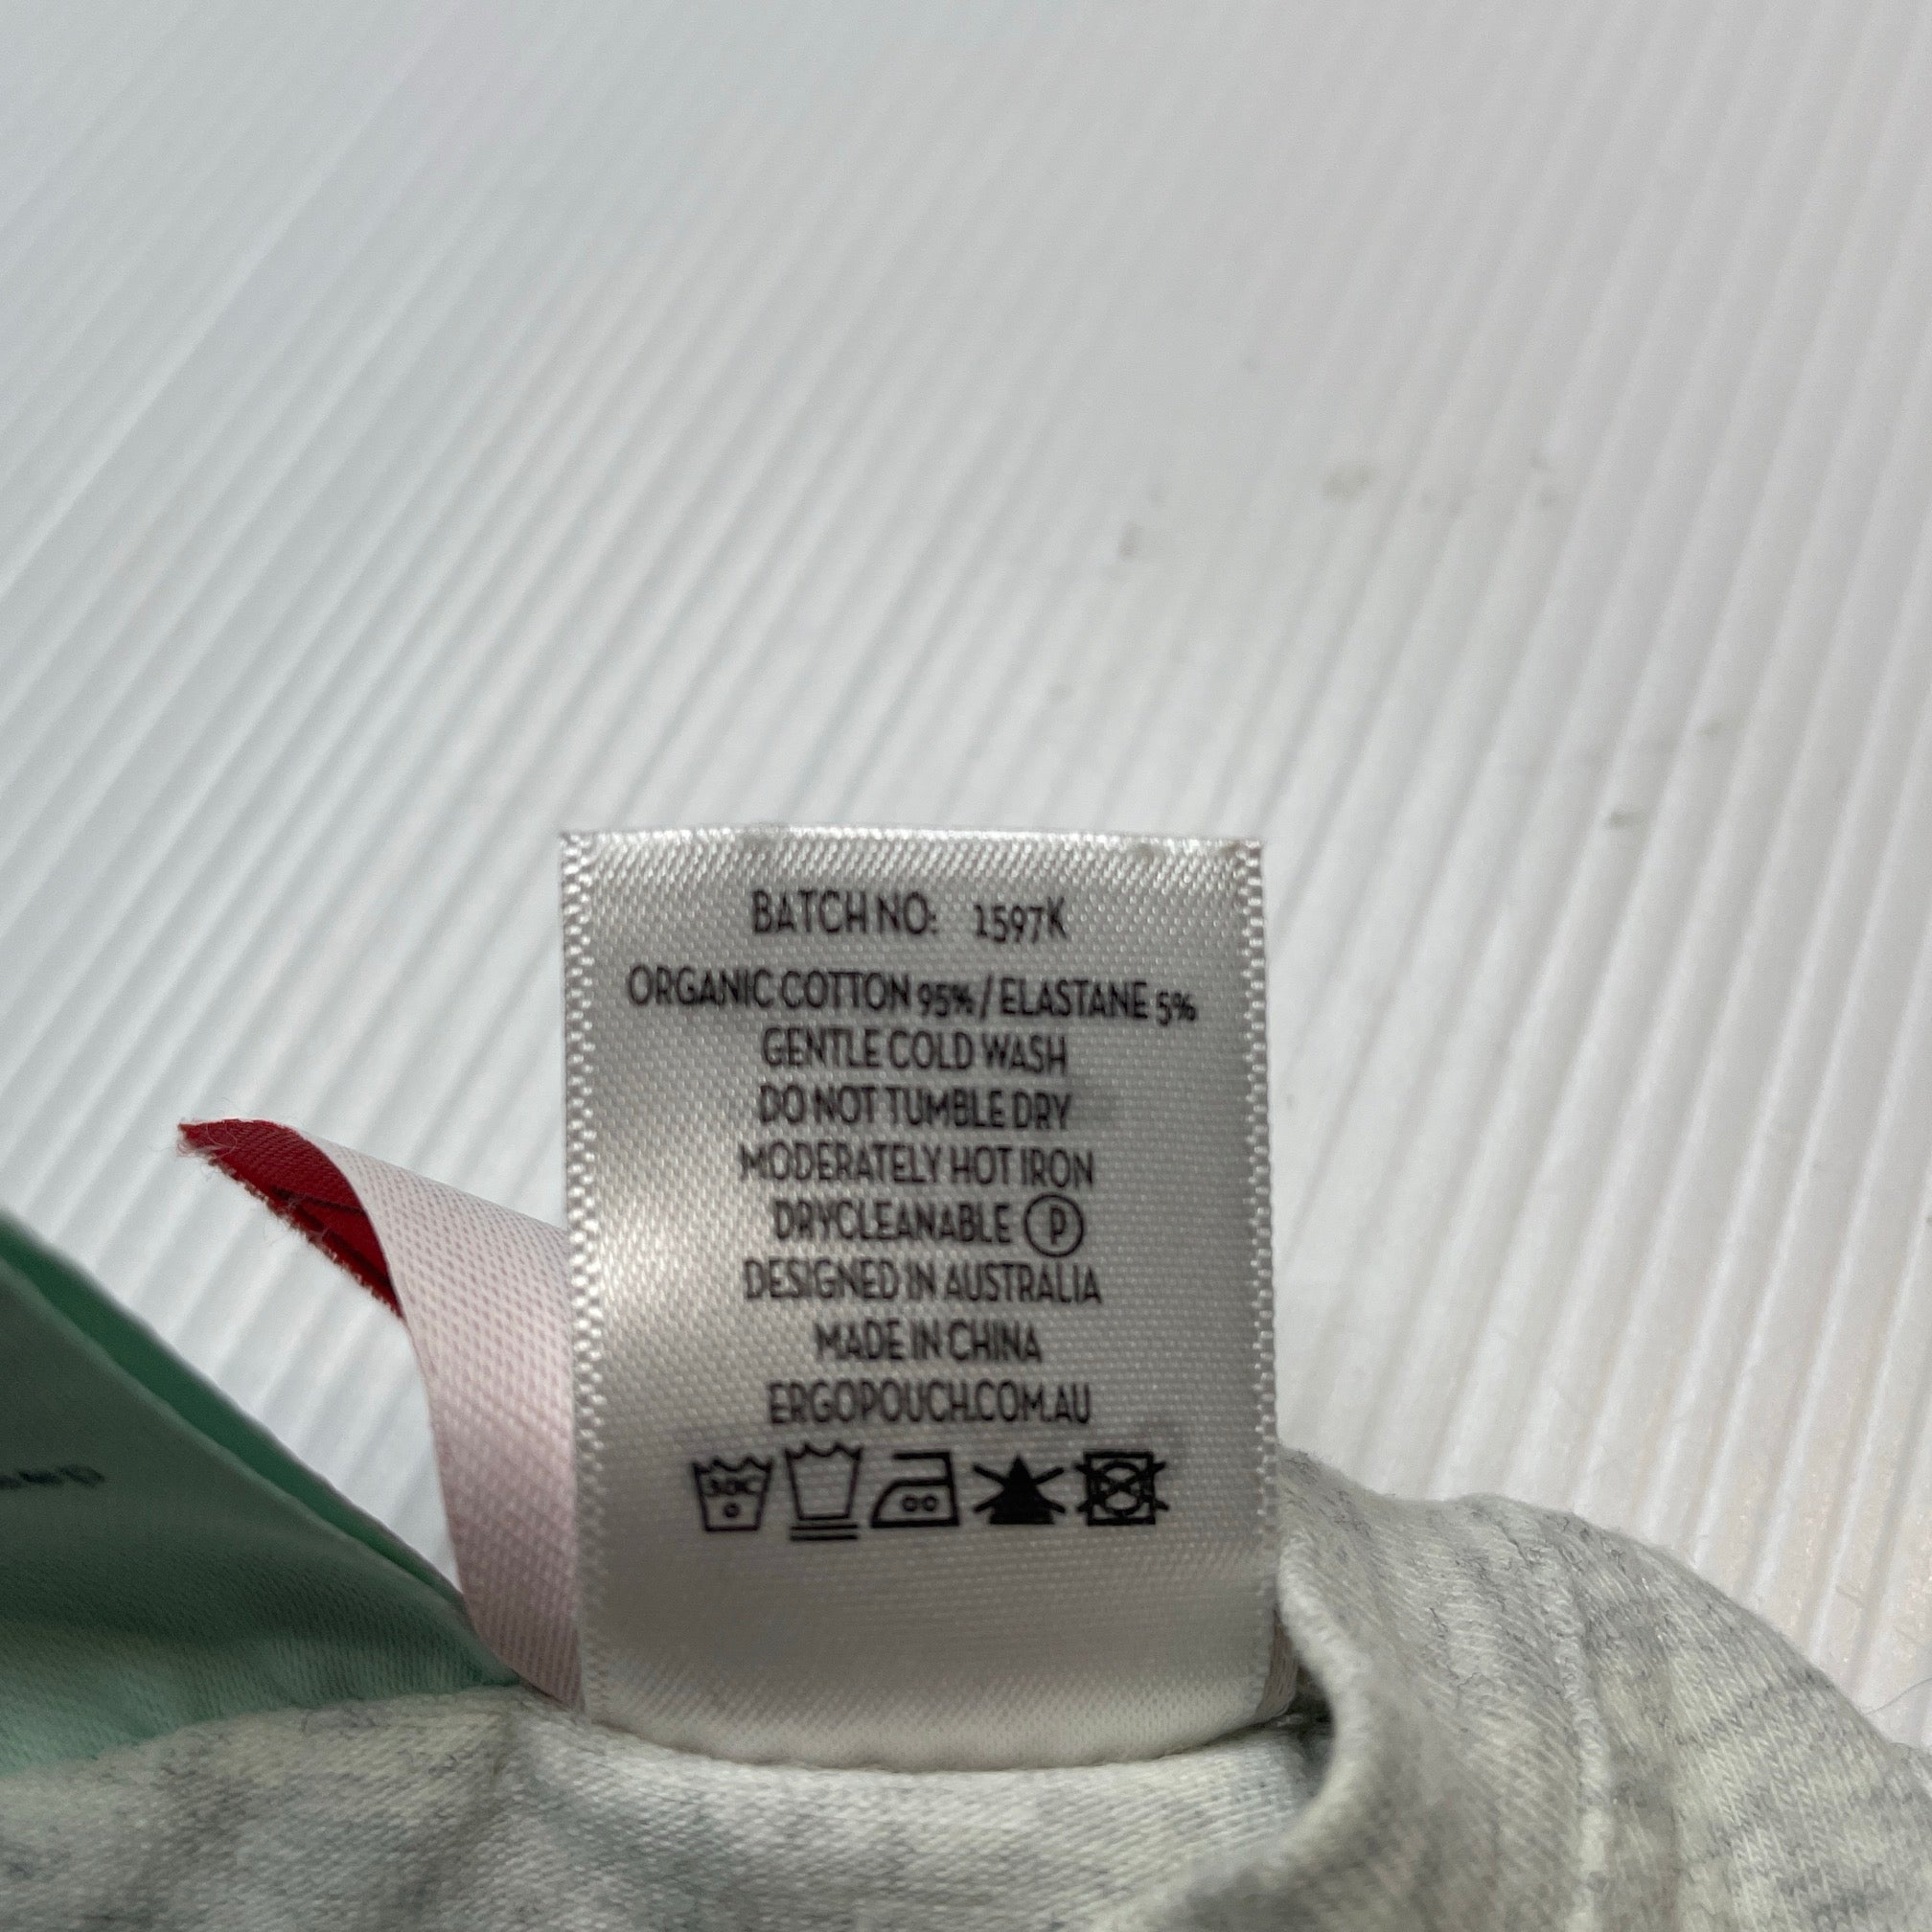 BATCH NO: 1597K
ORGANIC COTTON 95% / ELASTANE 5%
GENTLE COLD WASH
DO NOT TUMBLE DRY
MODERATELY HOT IRON
DRYCLEANABLE P
DESIGNED IN AUSTRALIA
MADE IN CHINA
ERGOPOUCH.COM.AU